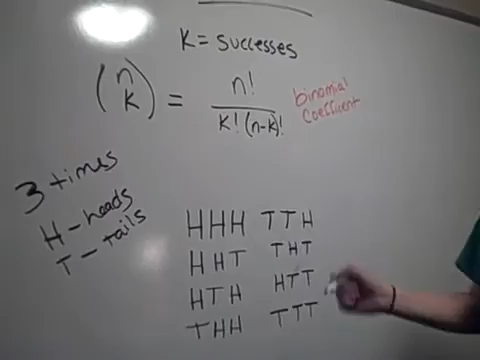 K = successes
(n k) = n! / k! (n-k)!
binomial
coefficient
3 times
H - heads
T - tails
HHH TTH
HHT THT
HTH HTT
THH TTT